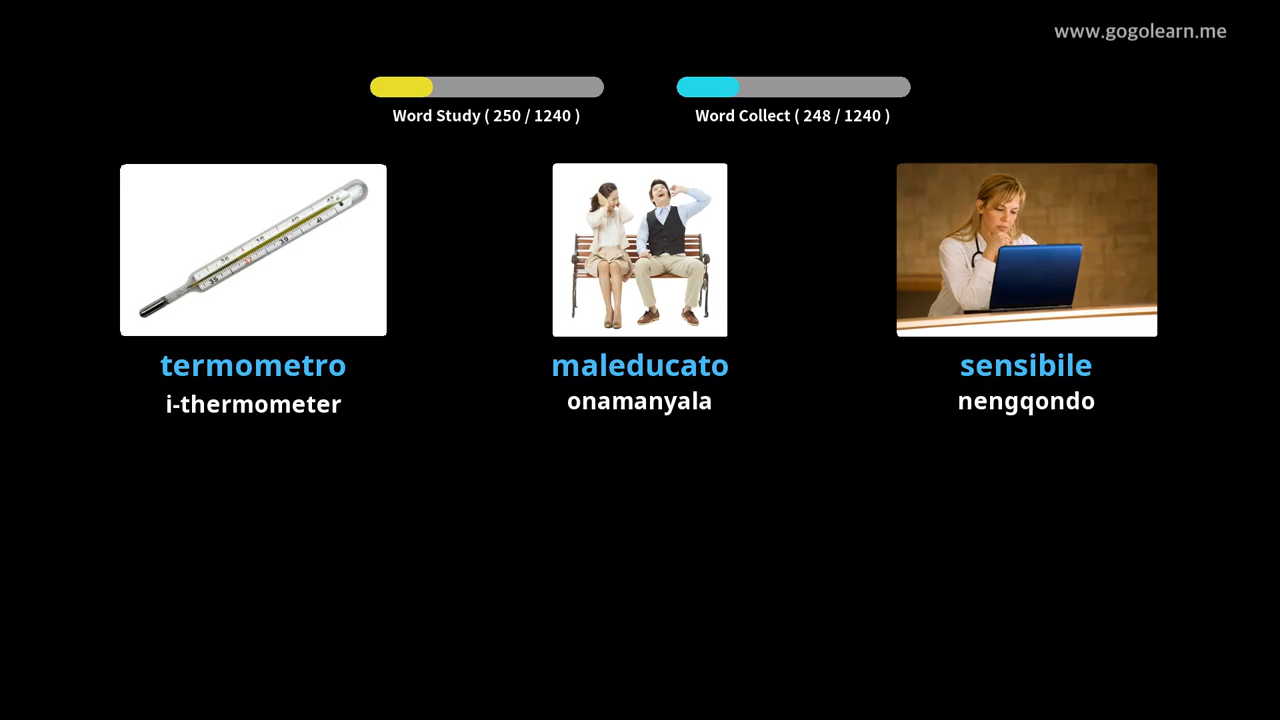 www.gogolearn.me
Word Study ( 250 / 1240 )
Word Collect ( 248 / 1240 )
termometro
i-thermometer
maleducato
onamanyala
sensibile
nengqondo